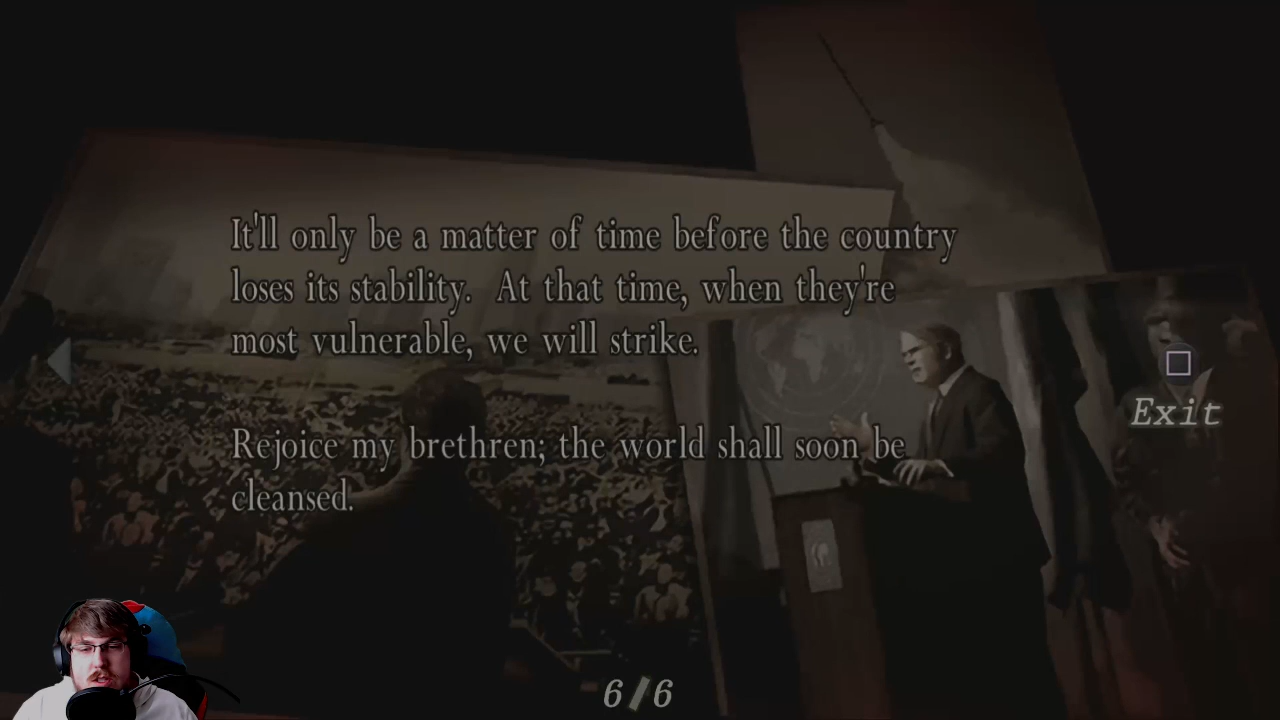 It'll only be a matter of time before the country
loses its stability. At that time, when they're
most vulnerable, we will strike.
Rejoice my brethren; the world shall soon be
cleansed.
Exit
6/6